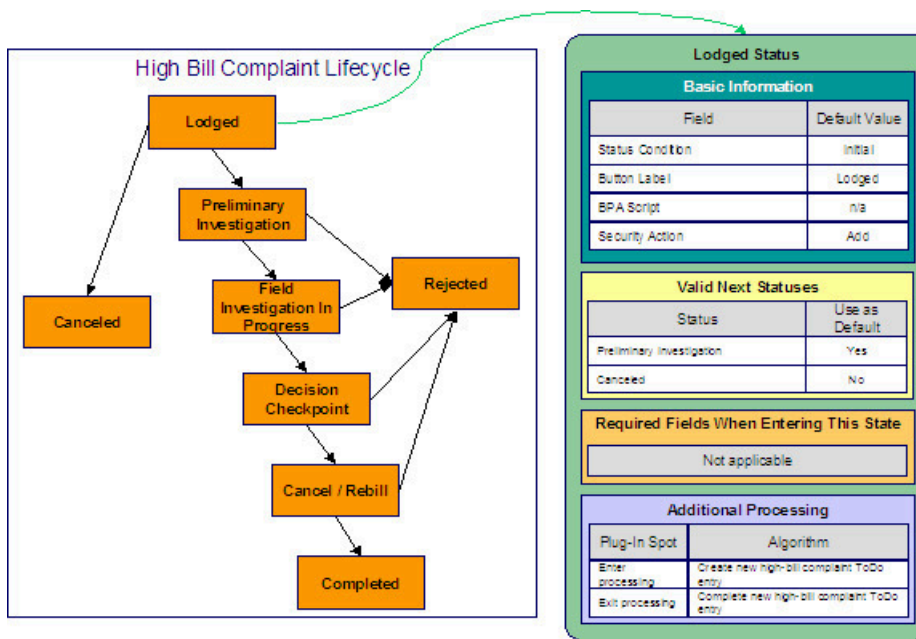 High Bill Complaint Lifecycle
Lodged
Preliminary
Investigation
Field
Investigation In
Progress
Rejected
Canceled
Decision
Checkpoint
Cancel / Rebill
Completed
Lodged Status
Basic Information
Field Default Value
Status Condition Initial
Button Label Lodged
BPA Script n/a
Security Action Add
Valid Next Statuses
Status Use as
Default
Preliminary Investigation Yes
Canceled No
Required Fields When Entering This State
Not applicable
Additional Processing
Plug-In Spot Algorithm
Enter
processing
Create new high-bill complaint ToDo
entry
Exit processing
Complete new high-bill complaint ToDo
entry